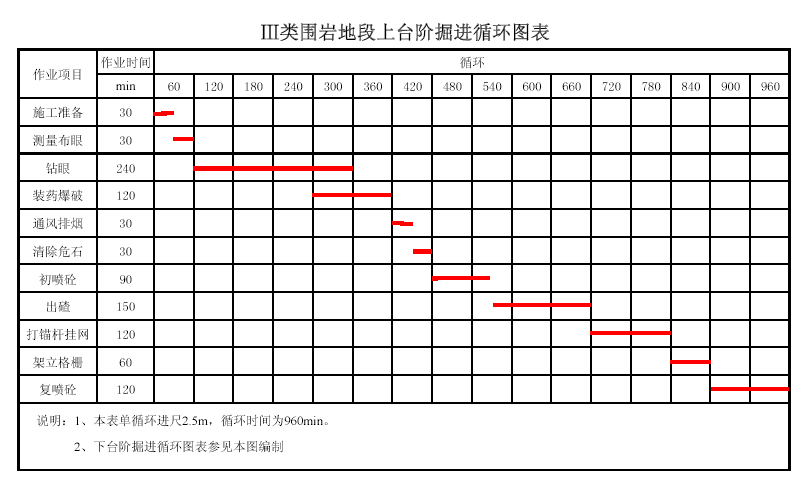 Ⅲ类围岩地段上台阶掘进循环图表
作业项目 作业时间 循环
min 60 120 180 240 300 360 420 480 540 600 660 720 780 840 900 960
施工准备 30
测量布眼 30
钻眼 240
装药爆破 120
通风排烟 30
清除危石 30
初喷砼 90
出碴 150
打锚杆挂网 120
架立格栅 60
复喷砼 120
说明：1、本表单循环进尺2.5m，循环时间为960min。
2、下台阶掘进循环图表参见本图编制